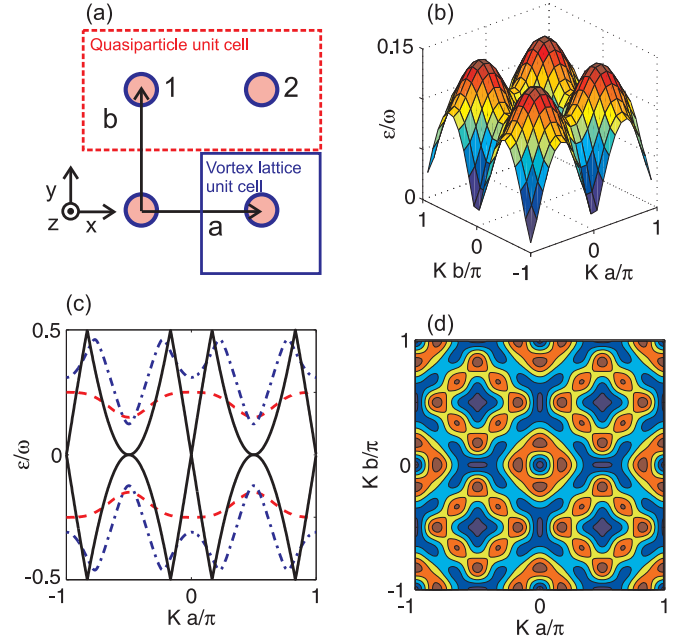 (a)
Quasiparticle unit cell
1
2
b
Vortex lattice
unit cell
y
z
x
a
(b)
0.15
ε/ω
0
1
0
-1
K b/π
0
1
K a/π
(c)
0.5
ε/ω
0
-0.5
-1
0
1
K a/π
(d)
1
K b/π
0
-1
-1
0
1
K a/π